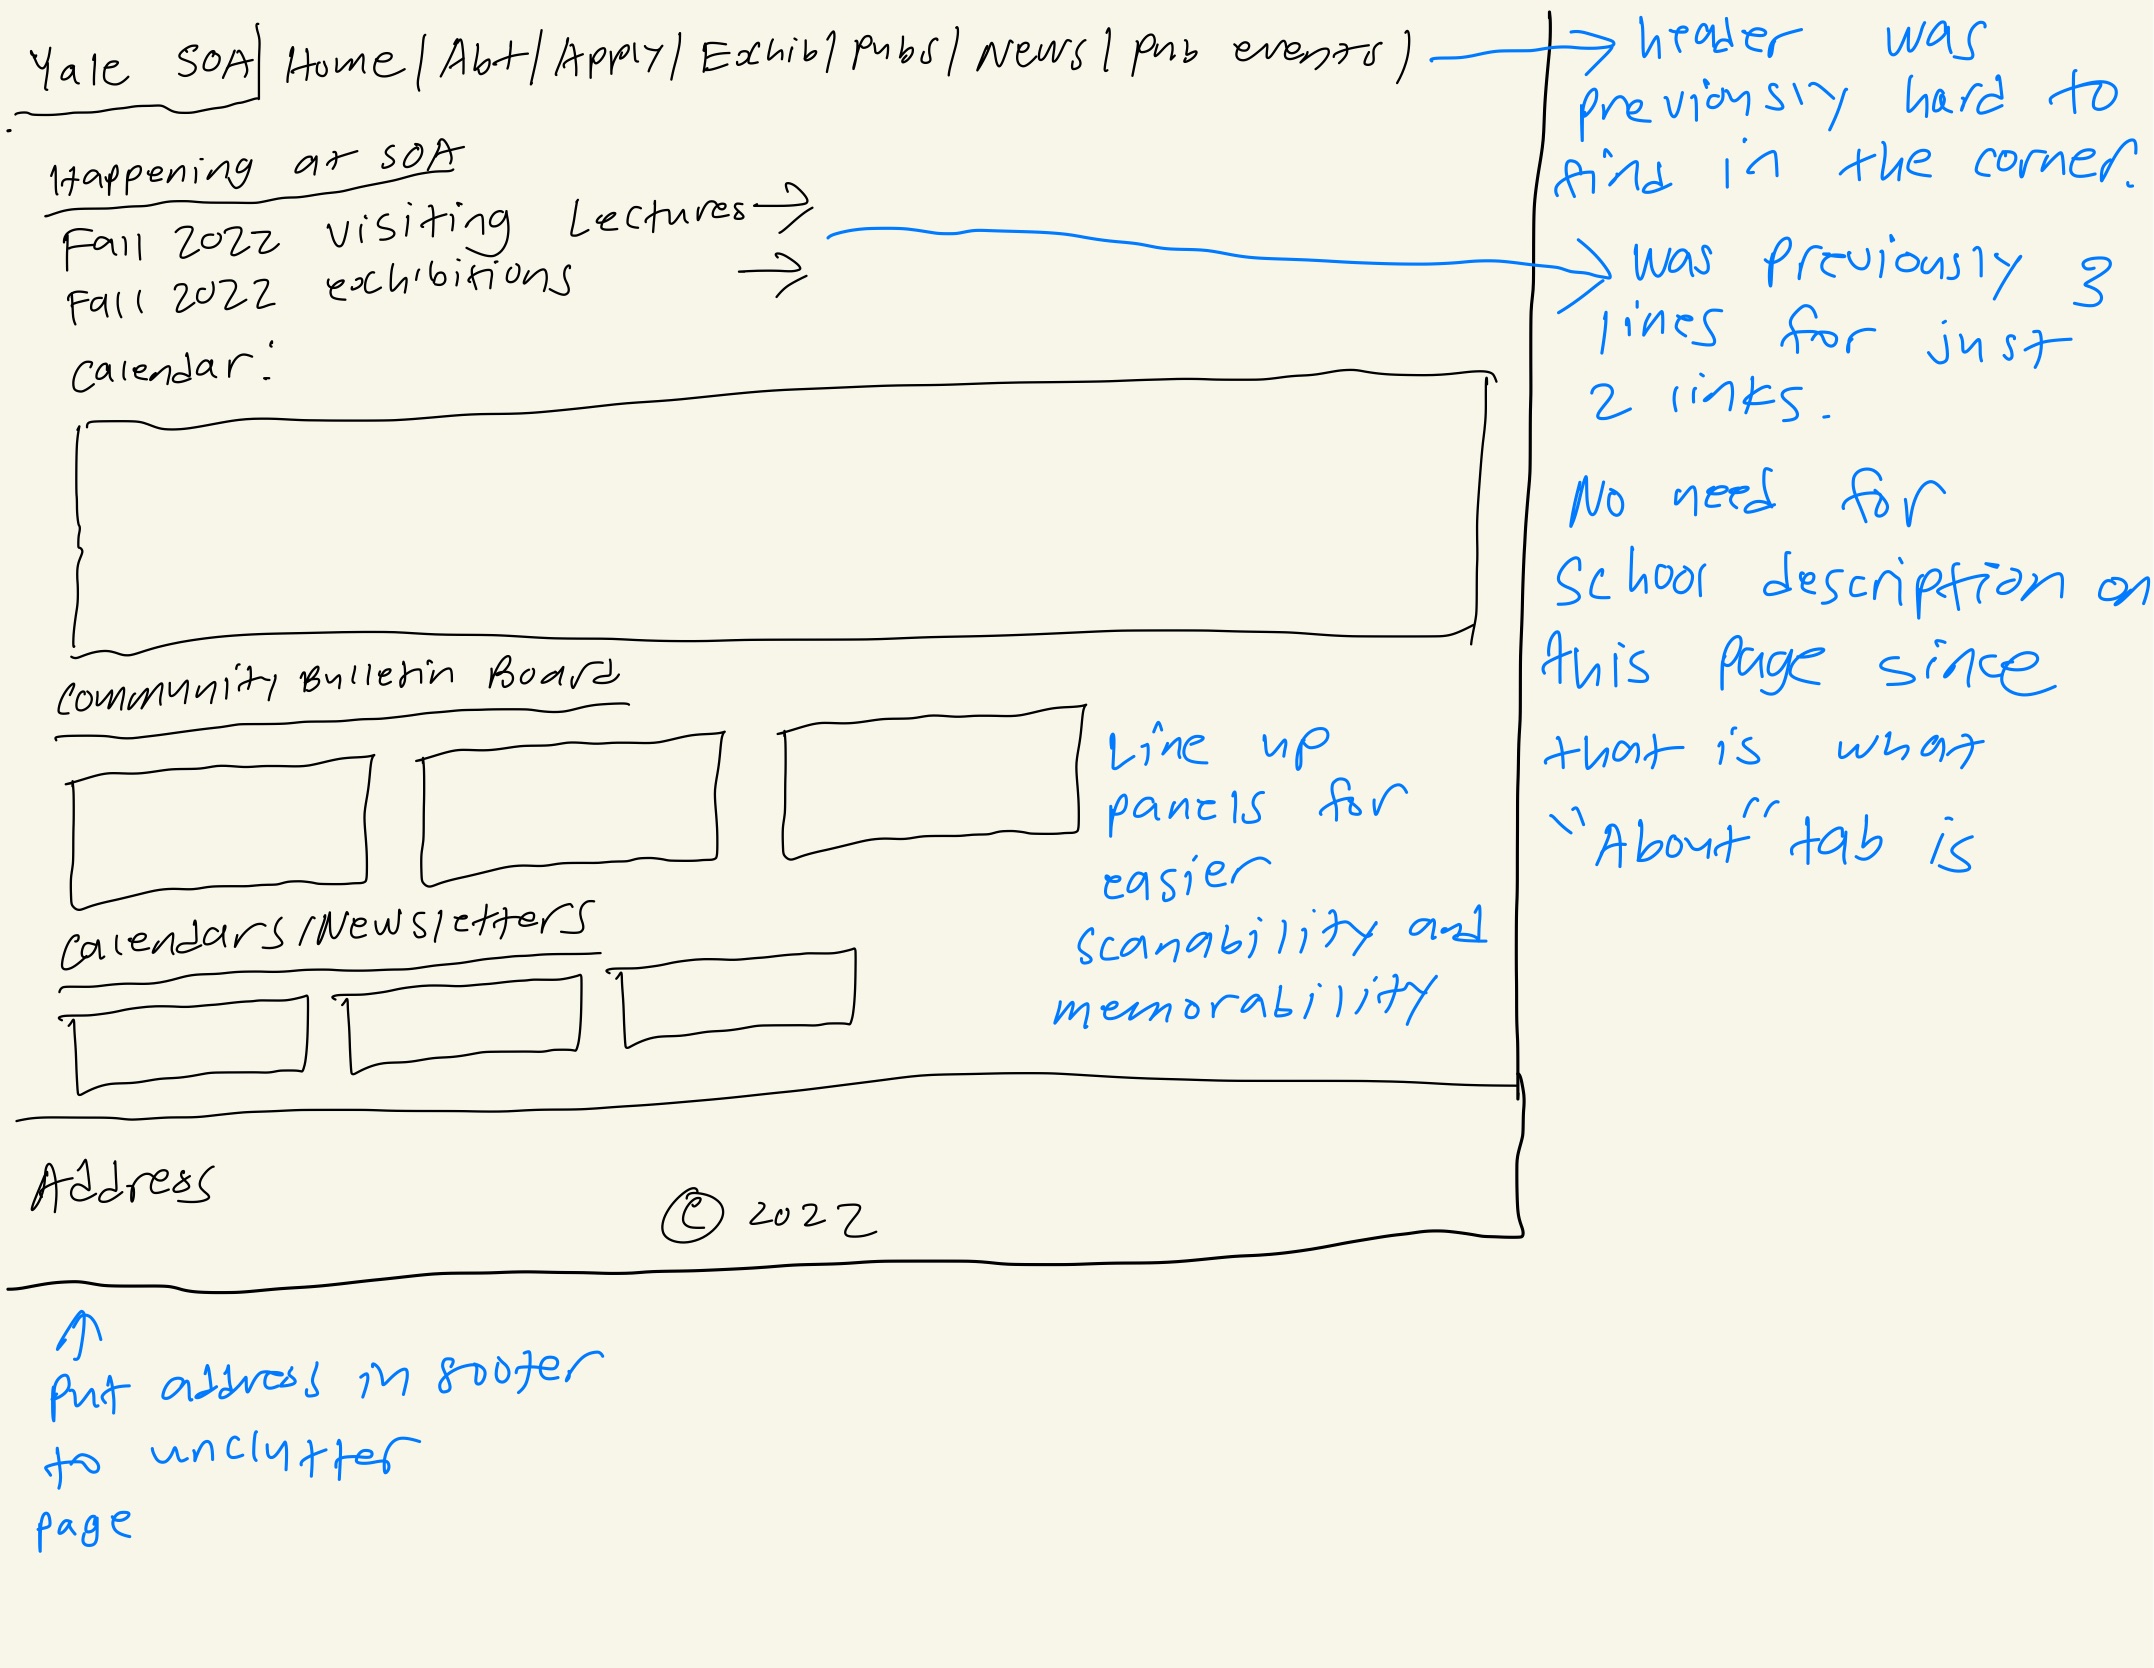 Yale SOA| Home/Abt/Apply/Exhib/Pubs/News/Pub events)
Happening at SOA
Fall 2022 visiting Lectures→
Fall 2022 exhibitions →
Calendar:
Community Bulletin Board
Calendars/Newsletters
Address
© 2022
header was
previously hard to
find in the corner.
was previously 3
lines for just
2 links.
No need for
School description on
this page since
that is what
"About" tab is
Line up
panels for
easier
scanability and
memorability
put address in footer
to unclutter
page